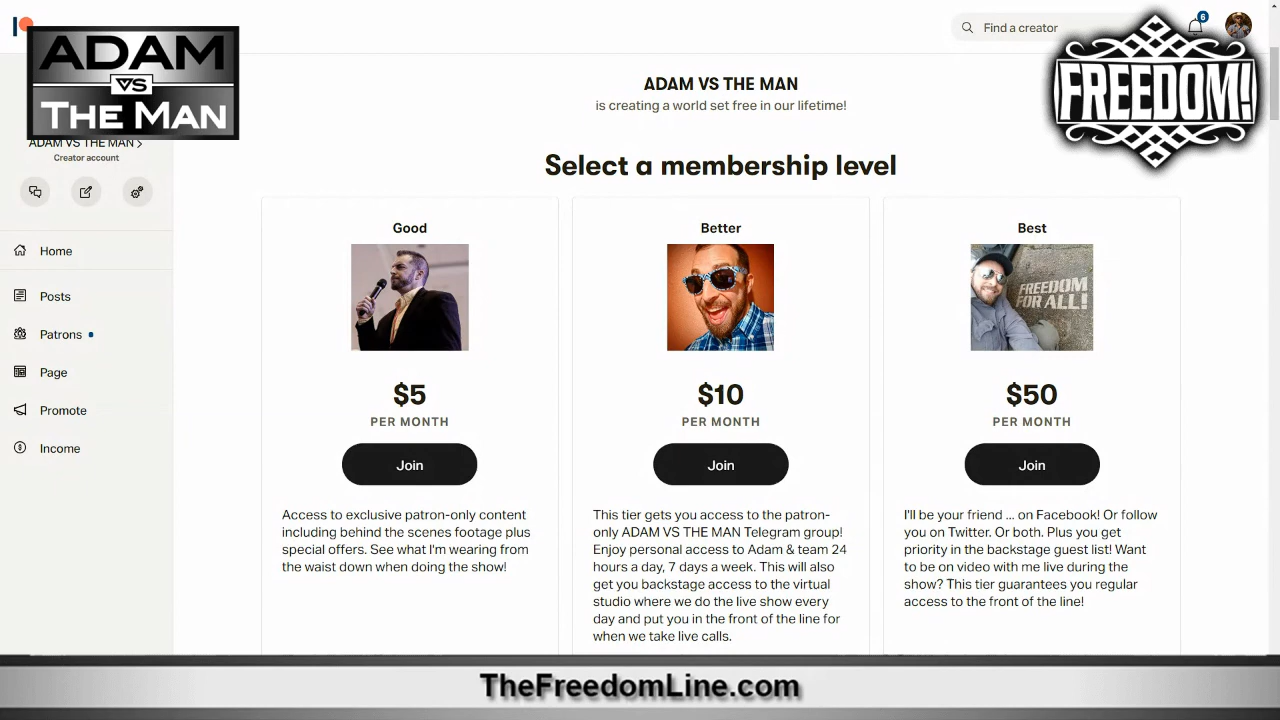 ADAM
VS
THE MAN
Find a creator
6
FREEDOM!
ADAM VS THE MAN
is creating a world set free in our lifetime!
ADAM VS THE MAN
Creator account
Home
Posts
Patrons
Page
Promote
Income
Select a membership level
Good
$5
PER MONTH
Join
Access to exclusive patron-only content
including behind the scenes footage plus
special offers. See what I'm wearing from
the waist down when doing the show!
Better
$10
PER MONTH
Join
This tier gets you access to the patron-
only ADAM VS THE MAN Telegram group!
Enjoy personal access to Adam & team 24
hours a day, 7 days a week. This will also
get you backstage access to the virtual
studio where we do the live show every
day and put you in the front of the line for
when we take live calls.
Best
FREEDOM
FOR ALL!
$50
PER MONTH
Join
I'll be your friend ... on Facebook! Or follow
you on Twitter. Or both. Plus you get
priority in the backstage guest list! Want
to be on video with me live during the
show? This tier guarantees you regular
access to the front of the line!
TheFreedomLine.com